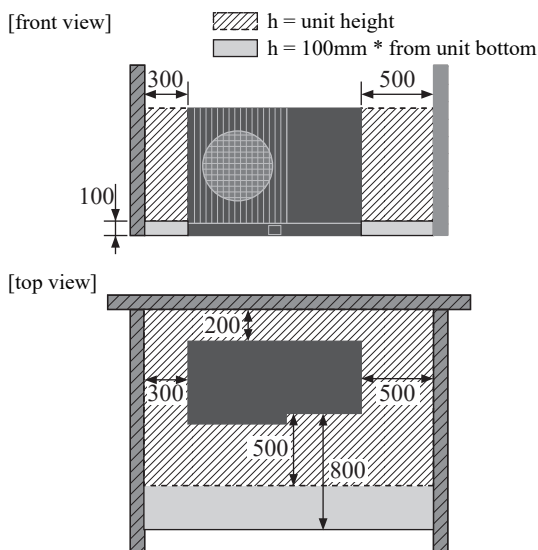 [front view]
h = unit height
h = 100mm * from unit bottom
300
500
100
[top view]
200
300
500
500
800